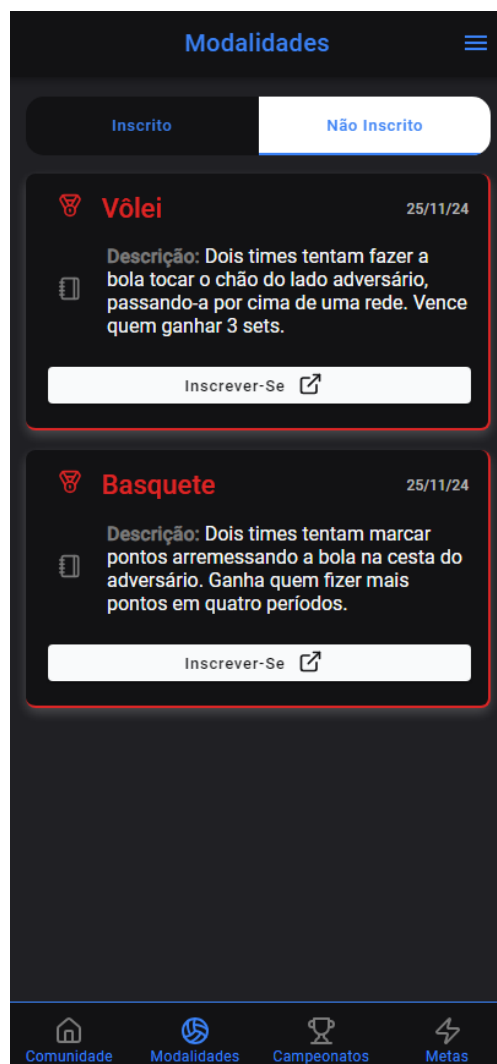 Modalidades
Inscrito
Não Inscrito
Vôlei
25/11/24
Descrição: Dois times tentam fazer a
bola tocar o chão do lado adversário,
passando-a por cima de uma rede. Vence
quem ganhar 3 sets.
Inscrever-Se
Basquete
25/11/24
Descrição: Dois times tentam marcar
pontos arremessando a bola na cesta do
adversário. Ganha quem fizer mais
pontos em quatro períodos.
Inscrever-Se
Comunidade
Modalidades
Campeonatos
Metas